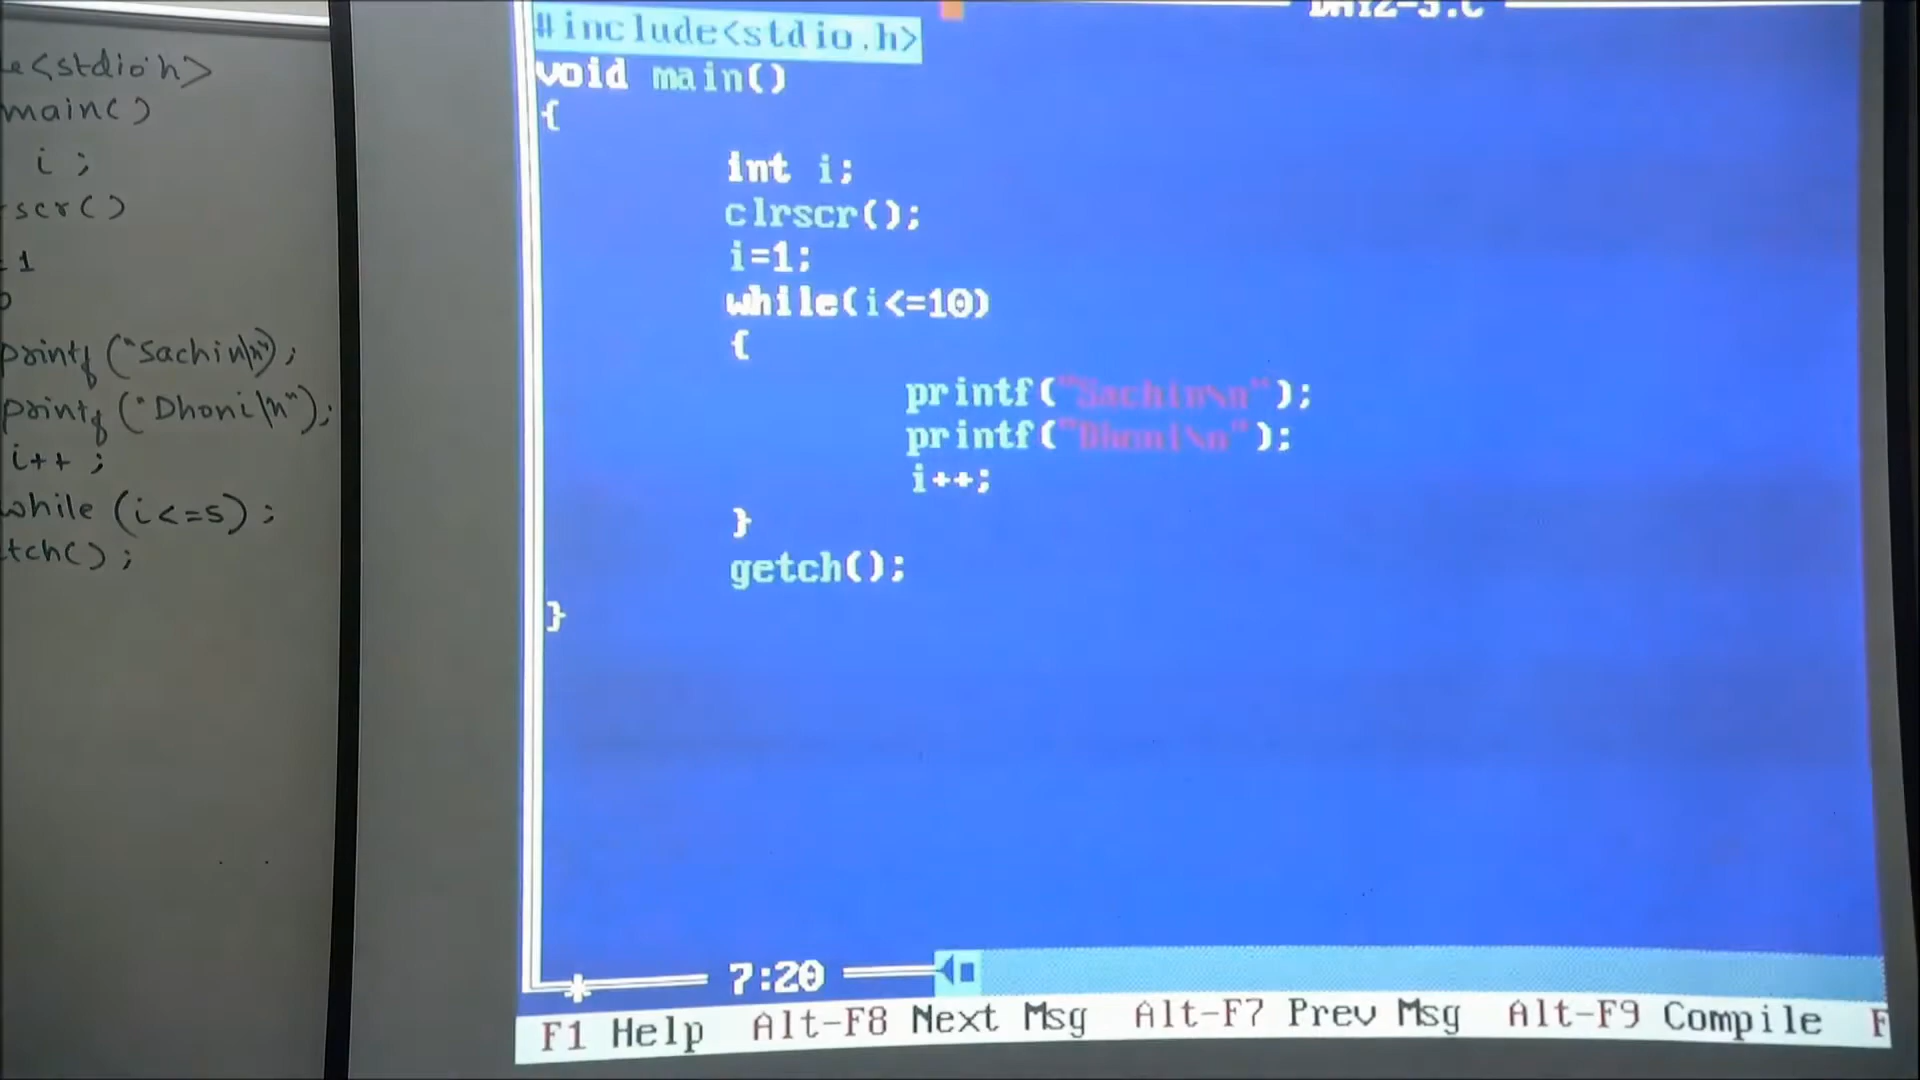 e<stdio.h>
main()
i ;
scr()
= 1
printf ("Sachin\n");
printf ("Dhoni\n");
i++ ;
while (i<=5) ;
tch() ;
#include<stdio.h>
void main()
{
int i;
clrscr();
i=1;
while(i<=10)
{
printf("Sachin\n");
printf("Dhoni\n");
i++;
}
getch();
}
7:20
F1 Help Alt-F8 Next Msg Alt-F7 Prev Msg Alt-F9 Compile F